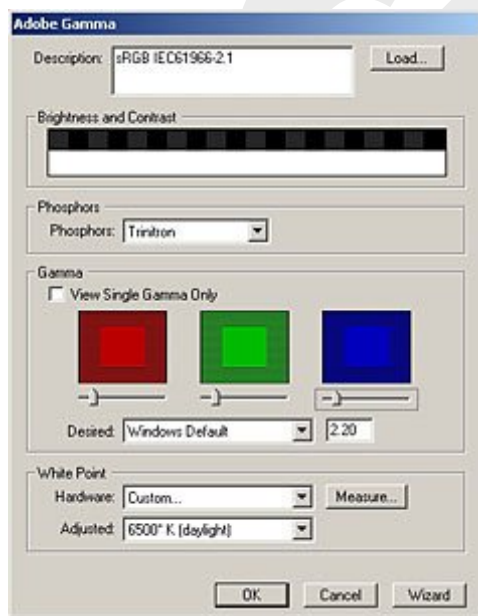 Adobe Gamma
Description: sRGB IEC61966-2.1 Load...
Brightness and Contrast
Phosphors
Phosphors: Trinitron
Gamma
View Single Gamma Only
Desired: Windows Default 2.20
White Point
Hardware: Custom... Measure...
Adjusted: 6500° K (daylight)
OK Cancel Wizard